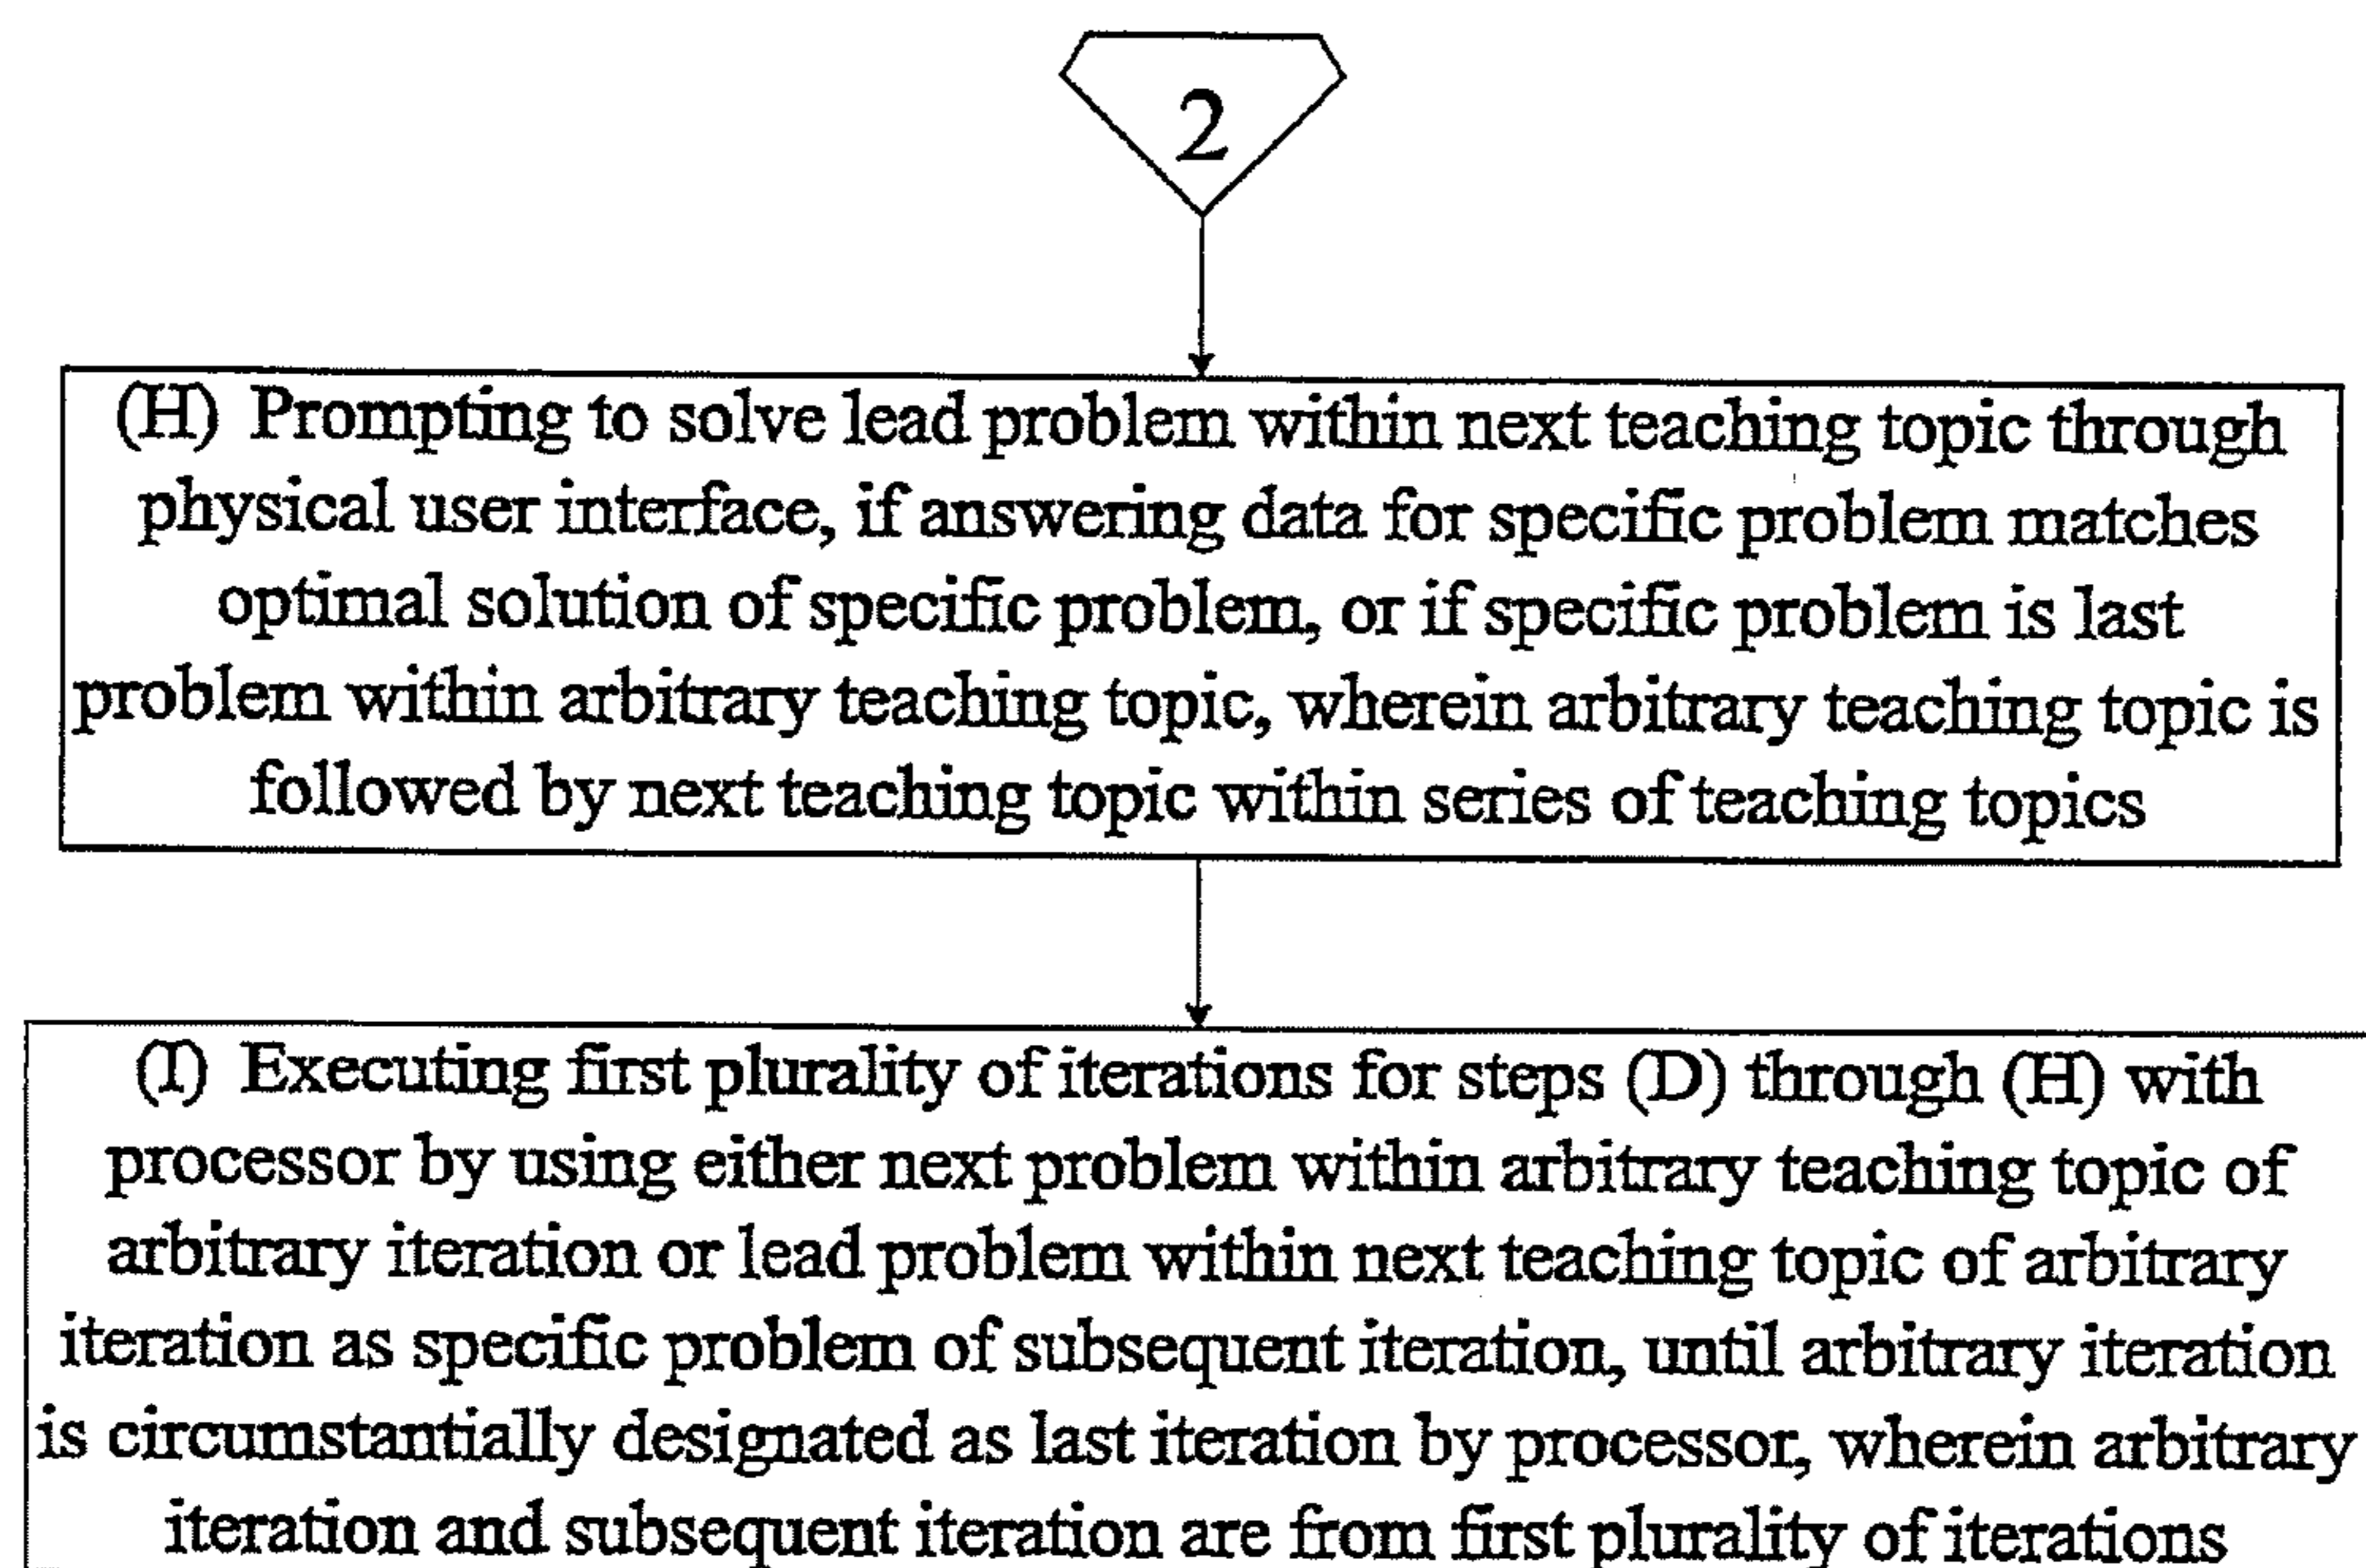 2
(H) Prompting to solve lead problem within next teaching topic through
physical user interface, if answering data for specific problem matches
optimal solution of specific problem, or if specific problem is last
problem within arbitrary teaching topic, wherein arbitrary teaching topic is
followed by next teaching topic within series of teaching topics
(I) Executing first plurality of iterations for steps (D) through (H) with
processor by using either next problem within arbitrary teaching topic of
arbitrary iteration or lead problem within next teaching topic of arbitrary
iteration as specific problem of subsequent iteration, until arbitrary iteration
is circumstantially designated as last iteration by processor, wherein arbitrary
iteration and subsequent iteration are from first plurality of iterations